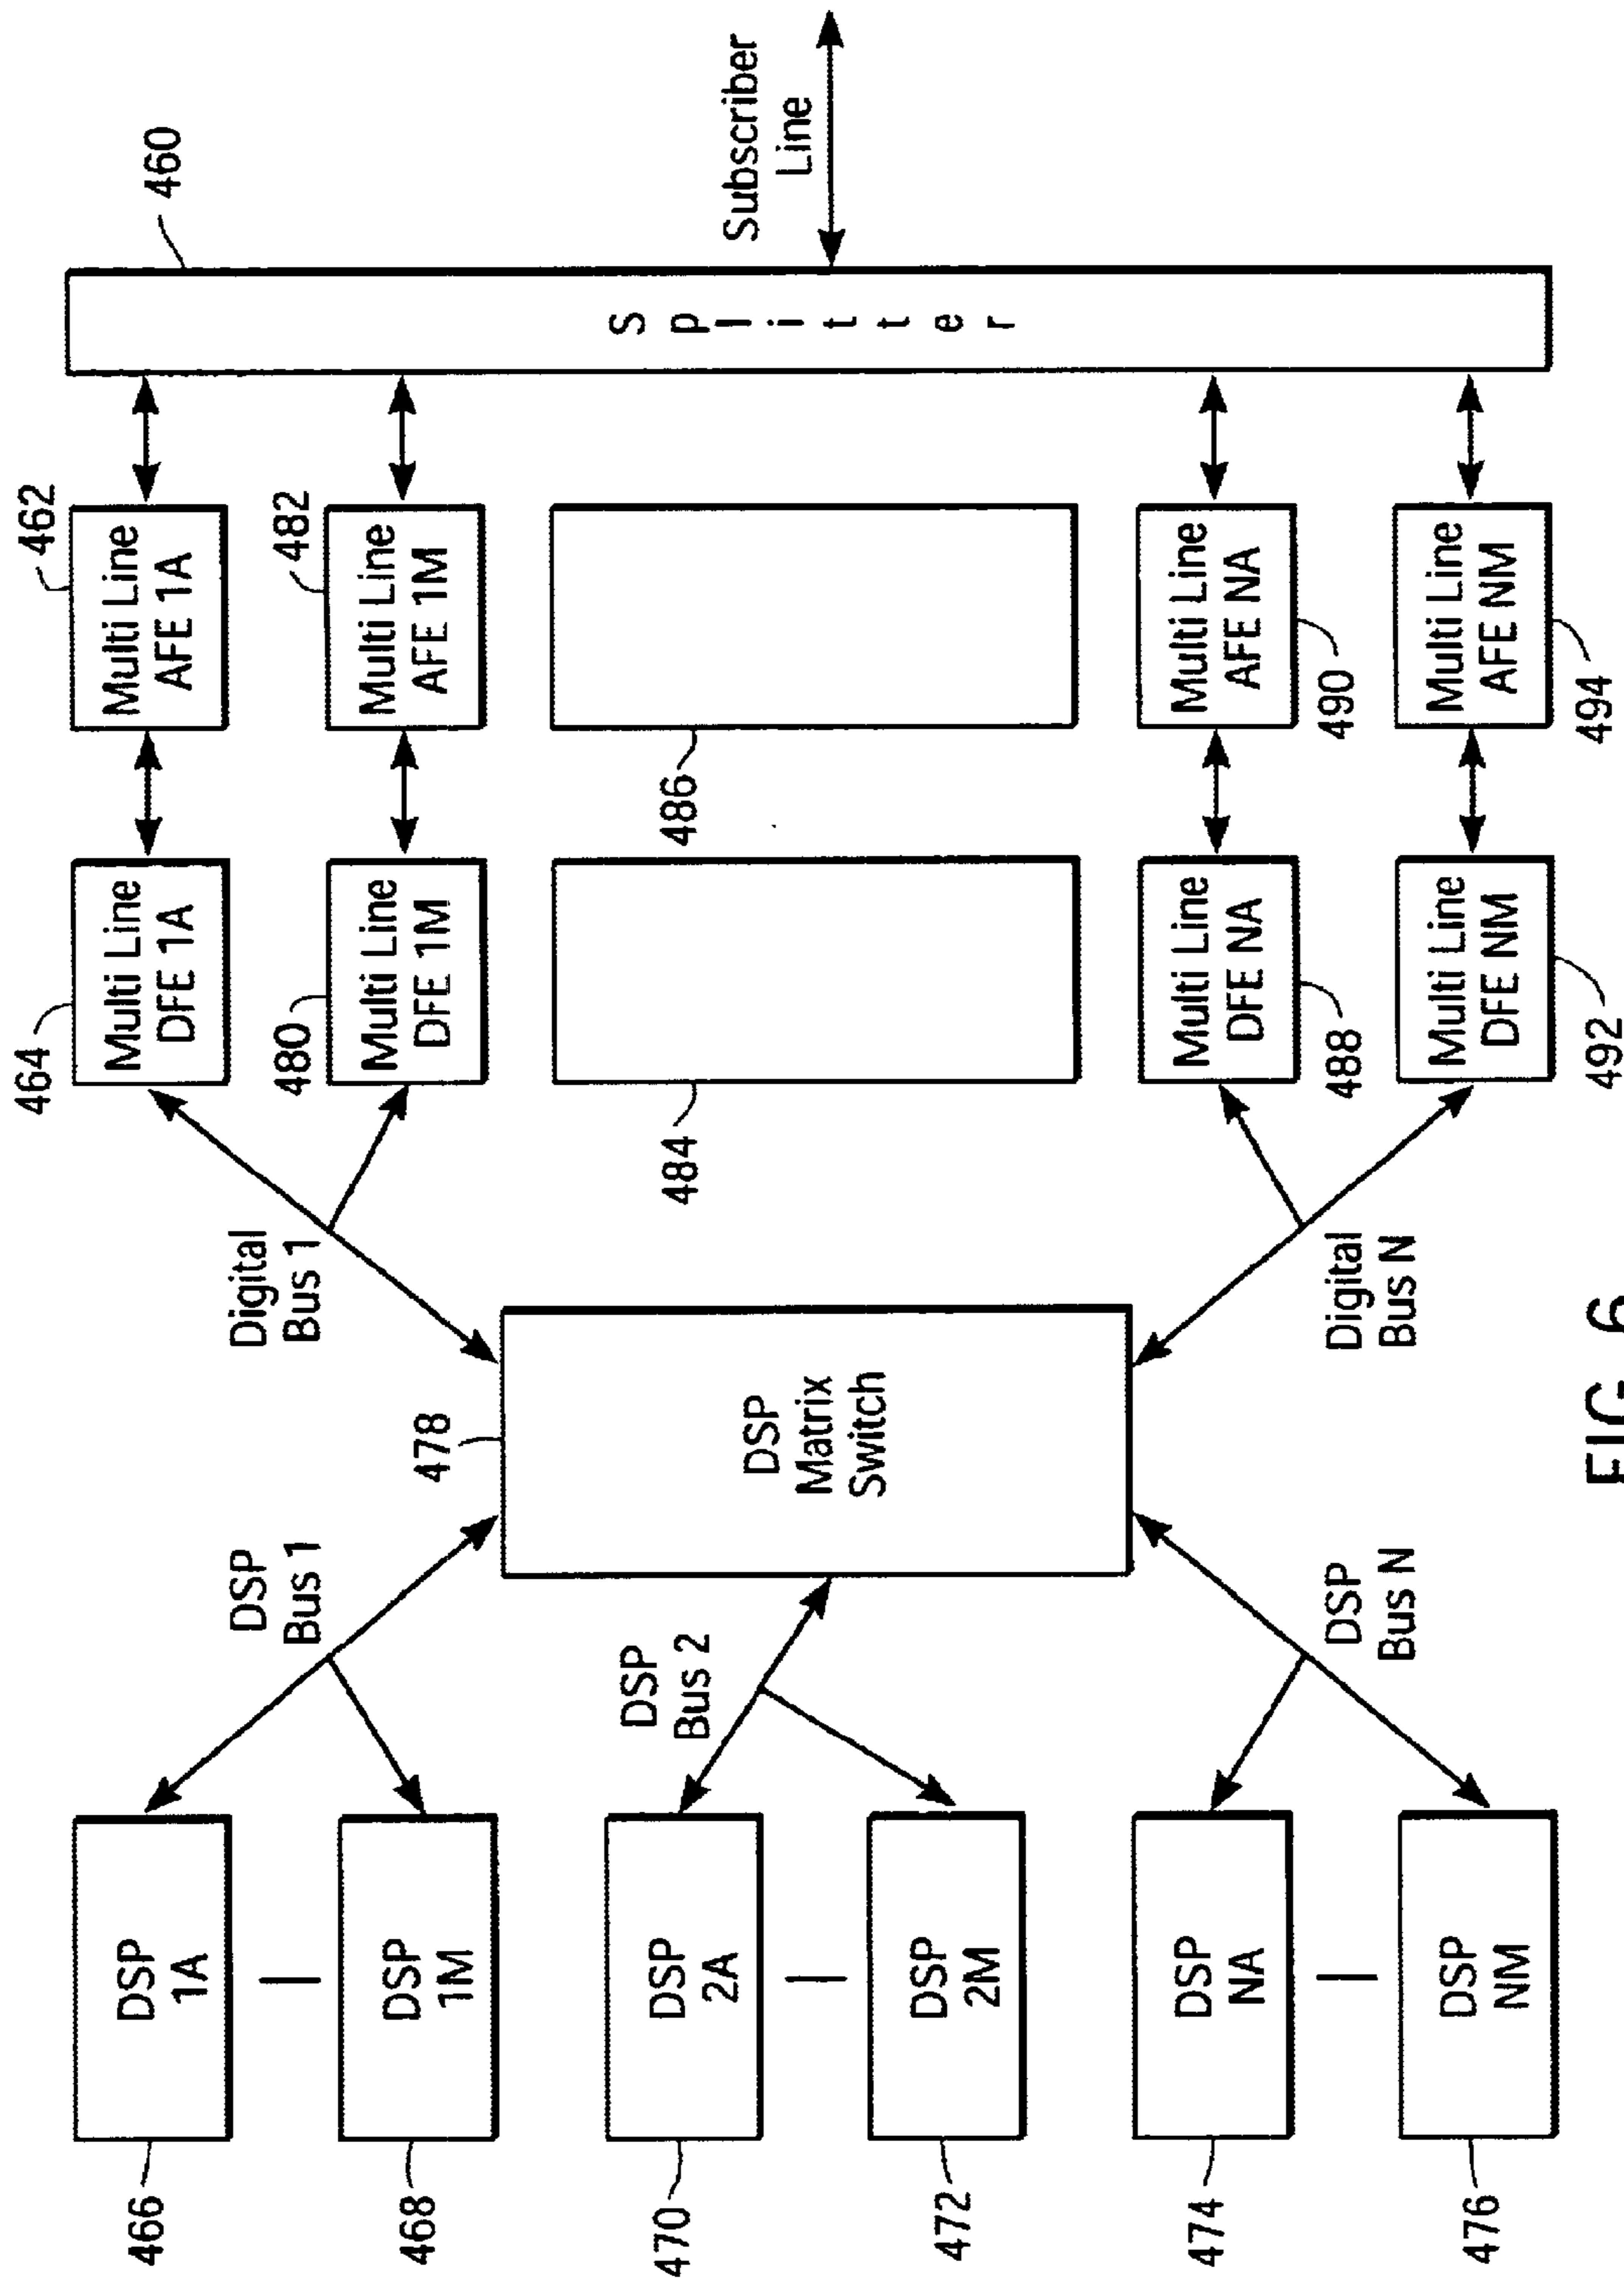 466
DSP
1A
468
DSP
1M
470
DSP
2A
472
DSP
2M
474
DSP
NA
476
DSP
NM
DSP
Bus 1
DSP
Bus 2
DSP
Bus N
478
DSP
Matrix
Switch
Digital
Bus 1
Digital
Bus N
464
Multi Line
DFE 1A
480
Multi Line
DFE 1M
484
Multi Line
DFE NA
488
Multi Line
DFE NM
492
462
Multi Line
AFE 1A
482
Multi Line
AFE 1M
486
Multi Line
AFE NA
490
Multi Line
AFE NM
494
460
Splitter
Subscriber
Line
FIG. 6